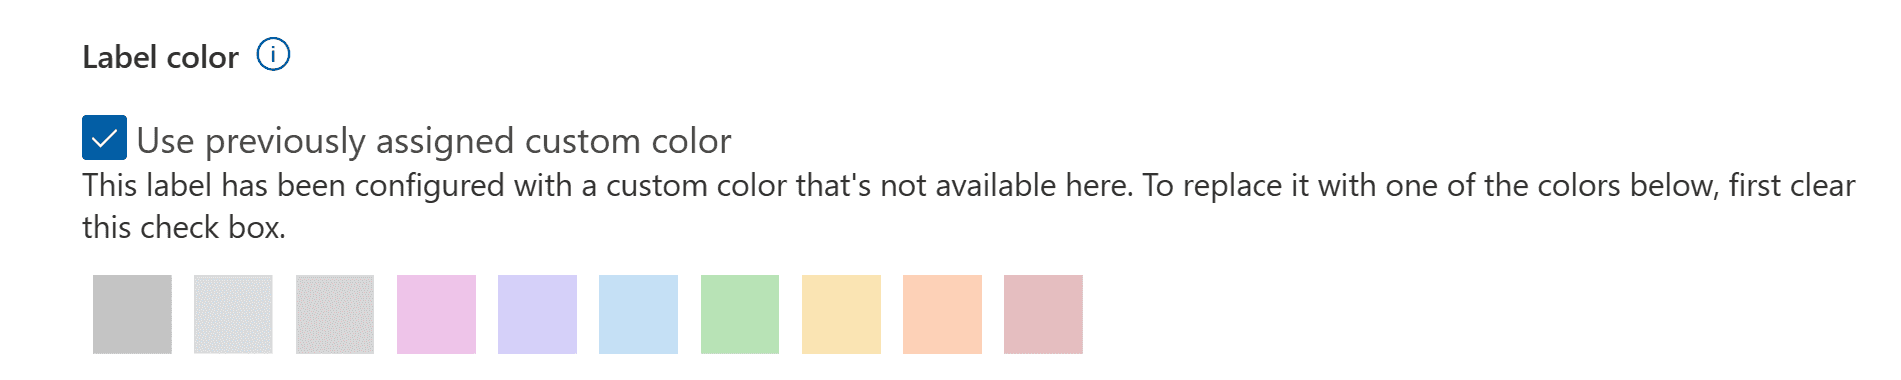 Label color
Use previously assigned custom color
This label has been configured with a custom color that's not available here. To replace it with one of the colors below, first clear
this check box.